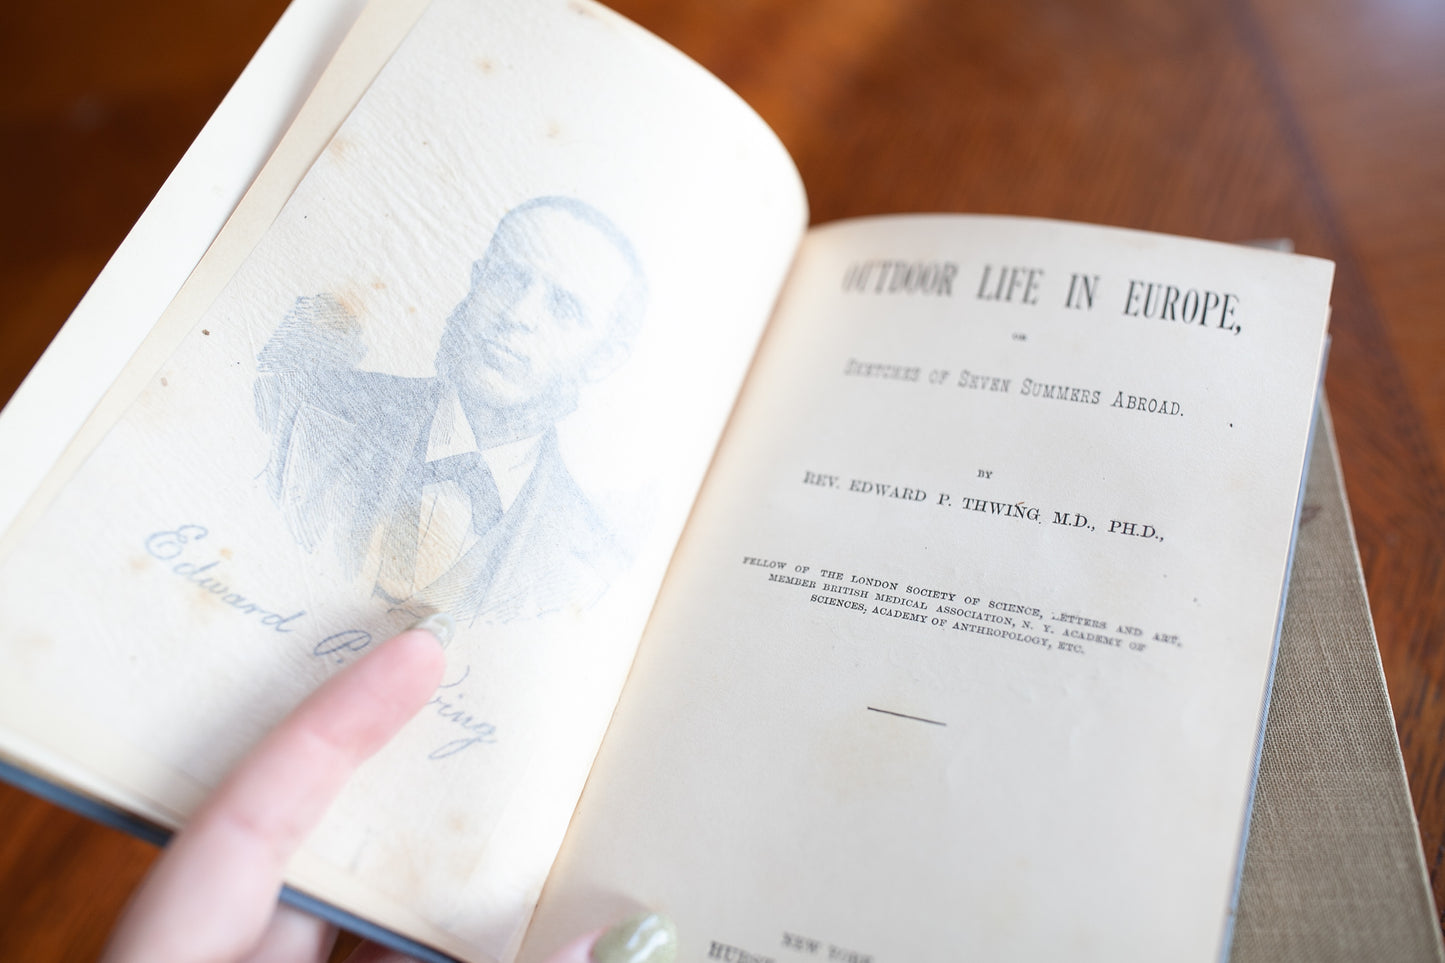 Edward P.
OUTDOOR LIFE IN EUROPE,
OR
SKETCHES OF SEVEN SUMMERS ABROAD.
BY
REV. EDWARD P. THWING, M.D., PH.D.,
FELLOW OF THE LONDON SOCIETY OF SCIENCE, LETTERS AND ART,
MEMBER BRITISH MEDICAL ASSOCIATION, N. Y. ACADEMY OF
SCIENCES, ACADEMY OF ANTHROPOLOGY, ETC.
NEW YORK